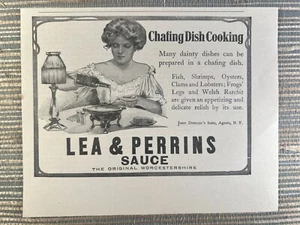 Chafing Dish Cooking
Many dainty dishes can be
prepared in a chafing dish.
Fish, Shrimps, Oysters,
Clams and Lobsters; Frogs'
Legs and Welsh Rarebit
are given an appetizing and
delicate relish by its use.
John Duncan's Sons, Agents, N. Y.
LEA & PERRINS
SAUCE
THE ORIGINAL WORCESTERSHIRE